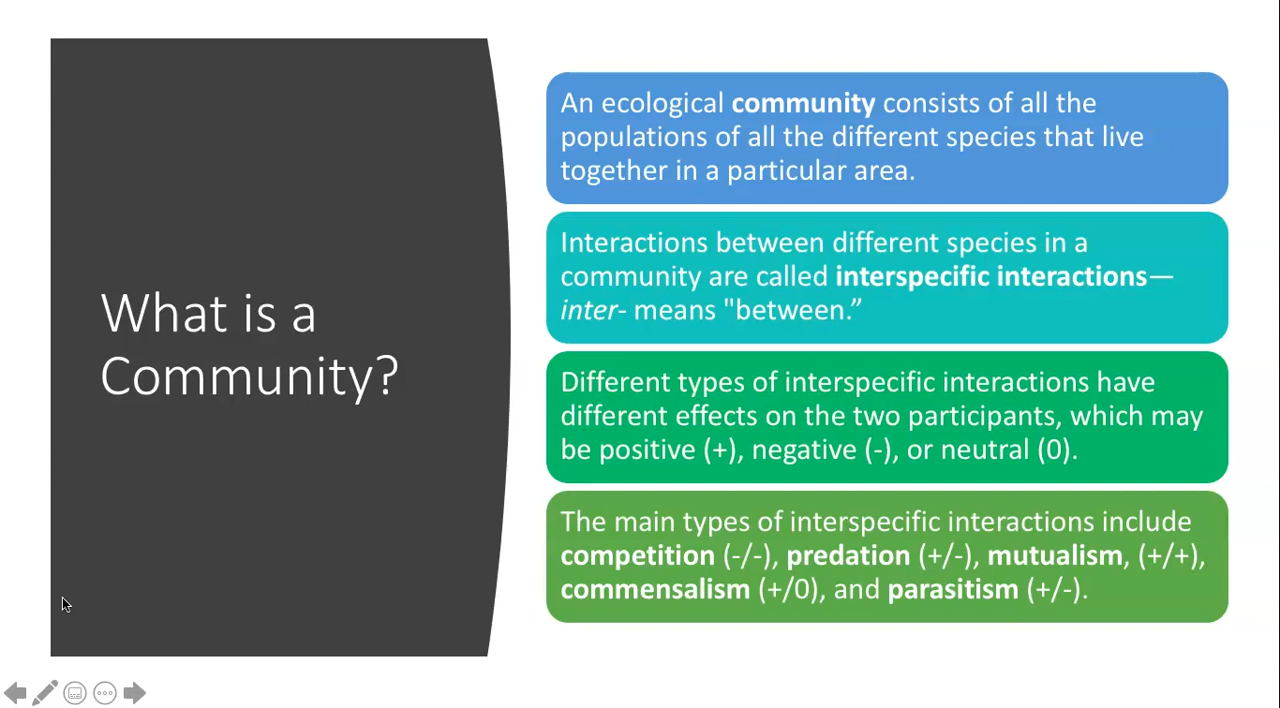 What is a
Community?
An ecological community consists of all the
populations of all the different species that live
together in a particular area.
Interactions between different species in a
community are called interspecific interactions—
inter- means "between.”
Different types of interspecific interactions have
different effects on the two participants, which may
be positive (+), negative (-), or neutral (0).
The main types of interspecific interactions include
competition (-/-), predation (+/-), mutualism, (+/+),
commensalism (+/0), and parasitism (+/-).